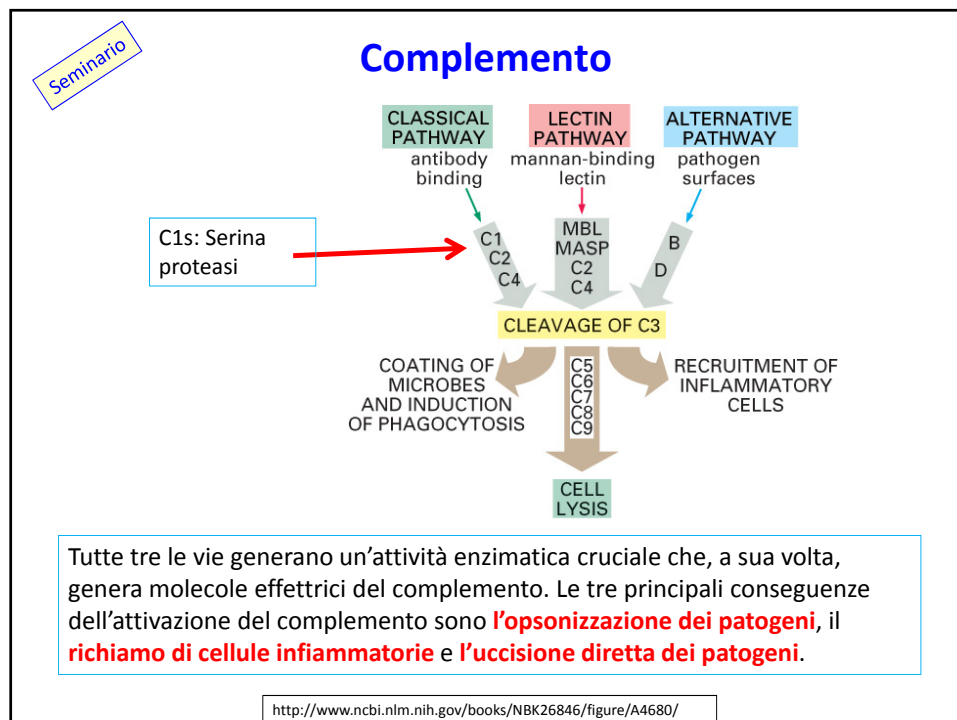 Seminario
Complemento
CLASSICAL
PATHWAY
antibody
binding
LECTIN
PATHWAY
mannan-binding
lectin
ALTERNATIVE
PATHWAY
pathogen
surfaces
C1s: Serina
proteasi
C1
C2
C4
MBL
MASP
C2
C4
B
D
CLEAVAGE OF C3
COATING OF
MICROBES
AND INDUCTION
OF PHAGOCYTOSIS
C5
C6
C7
C8
C9
RECRUITMENT OF
INFLAMMATORY
CELLS
CELL
LYSIS
Tutte tre le vie generano un’attività enzimatica cruciale che, a sua volta,
genera molecole effettrici del complemento. Le tre principali conseguenze
dell’attivazione del complemento sono l’opsonizzazione dei patogeni, il
richiamo di cellule infiammatorie e l’uccisione diretta dei patogeni.
http://www.ncbi.nlm.nih.gov/books/NBK26846/figure/A4680/